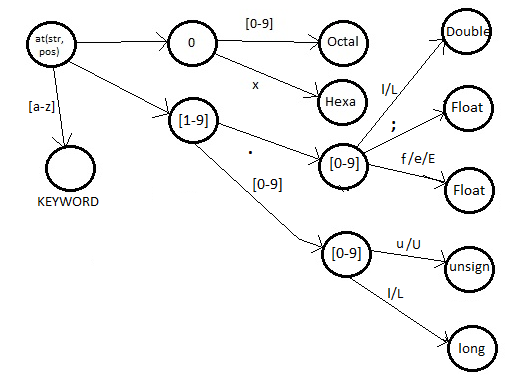 at(str,
pos)
0
[0-9]
Octal
x
Hexa
[a-z]
KEYWORD
[1-9]
.
[0-9]
l/L
Double
;
Float
f/e/E
Float
[0-9]
[0-9]
u/U
unsign
l/L
long